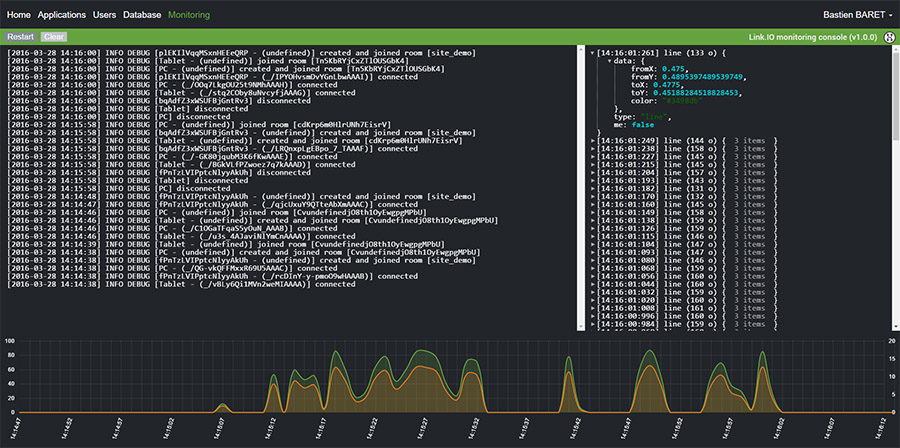 Home Applications Users Database Monitoring Bastien BARET
Restart Clear Link.IO monitoring console (v1.0.0)
[2016-03-28 14:16:00] INFO DEBUG [plEKIlVqqMSxnHEEeQRP - (undefined)] created and joined room [site_demo]
[2016-03-28 14:16:00] INFO DEBUG [Tablet - (undefined)] joined room [Tn5KbRYjCxZTlOUSGbK4]
[2016-03-28 14:16:00] INFO DEBUG [PC - (undefined)] created and joined room [Tn5KbRYjCxZTlOUSGbK4]
[2016-03-28 14:16:00] INFO DEBUG [plEKIlVqqMSxnHEEeQRP - (_/IPYOHvsmDvYGnLbwAAAI)] connected
[2016-03-28 14:16:00] INFO DEBUG [PC - (_/OOq7LkgOU25t9NMhAAAH)] connected
[2016-03-28 14:16:00] INFO DEBUG [Tablet - (_/stq2CObyBuNvcyfjAAAG)] connected
[2016-03-28 14:16:00] INFO DEBUG [bqAdfZ3xWSUFBjGntRv3] disconnected
[2016-03-28 14:16:00] INFO DEBUG [Tablet] disconnected
[2016-03-28 14:16:00] INFO DEBUG [PC] disconnected
[2016-03-28 14:15:58] INFO DEBUG [PC - (undefined)] joined room [cdKrp6m0HlrUNh7EisrV]
[2016-03-28 14:15:58] INFO DEBUG [bqAdfZ3xWSUFBjGntRv3 - (undefined)] created and joined room [site_demo]
[2016-03-28 14:15:58] INFO DEBUG [Tablet - (undefined)] created and joined room [cdKrp6m0HlrUNh7EisrV]
[2016-03-28 14:15:58] INFO DEBUG [bqAdfZ3xWSUFBjGntRv3 - (_/LRQnxpLgEBpo_7_TAAAF)] connected
[2016-03-28 14:15:58] INFO DEBUG [PC - (_/-GK80jqubM3K6fKwAAAE)] connected
[2016-03-28 14:15:58] INFO DEBUG [Tablet - (_/BGkVLfPZwoez7q7kAAAD)] connected
[2016-03-28 14:15:58] INFO DEBUG [fPnTzLVIPptcNlyyAkUh] disconnected
[2016-03-28 14:15:58] INFO DEBUG [Tablet] disconnected
[2016-03-28 14:15:58] INFO DEBUG [PC] disconnected
[2016-03-28 14:14:48] INFO DEBUG [fPnTzLVIPptcNlyyAkUh - (undefined)] created and joined room [site_demo]
[2016-03-28 14:14:47] INFO DEBUG [fPnTzLVIPptcNlyyAkUh - (_/qjcUxuY9QTteAbXmAAAC)] connected
[2016-03-28 14:14:46] INFO DEBUG [PC - (undefined)] joined room [CvundefinedjO8th1OyEwgpgMPbU]
[2016-03-28 14:14:46] INFO DEBUG [Tablet - (undefined)] created and joined room [CvundefinedjO8th1OyEwgpgMPbU]
[2016-03-28 14:14:46] INFO DEBUG [PC - (_/ClOGaTFqaSSyOuN_AAAB)] connected
[2016-03-28 14:14:46] INFO DEBUG [Tablet - (_/u3s-4AJaviNlYmCnAAAA)] connected
[2016-03-28 14:14:39] INFO DEBUG [Tablet - (undefined)] joined room [CvundefinedjO8th1OyEwgpgMPbU]
[2016-03-28 14:14:38] INFO DEBUG [PC - (undefined)] created and joined room [CvundefinedjO8th1OyEwgpgMPbU]
[2016-03-28 14:14:38] INFO DEBUG [fPnTzLVIPptcNlyyAkUh - (undefined)] created and joined room [site_demo]
[2016-03-28 14:14:38] INFO DEBUG [PC - (_/QG-vkQFFMxxR69U5AAAC)] connected
[2016-03-28 14:14:38] INFO DEBUG [fPnTzLVIPptcNlyyAkUh - (_/rcDInY-y-pmoO5wHAAAB)] connected
[2016-03-28 14:14:38] INFO DEBUG [Tablet - (_/vBLy6Qi1MVn2weMIAAAA)] connected
[14:16:01:261] line (133 o) {
data: {
fromX: 0.475,
fromY: 0.4895397489539749,
toX: 0.4775,
toY: 0.45188284518828453,
color: "#3498db"
},
type: "line",
me: false
}
[14:16:01:249] line (144 o) { 3 items }
[14:16:01:238] line (158 o) { 3 items }
[14:16:01:227] line (145 o) { 3 items }
[14:16:01:215] line (145 o) { 3 items }
[14:16:01:204] line (157 o) { 3 items }
[14:16:01:193] line (143 o) { 3 items }
[14:16:01:182] line (131 o) { 3 items }
[14:16:01:170] line (132 o) { 3 items }
[14:16:01:160] line (145 o) { 3 items }
[14:16:01:149] line (158 o) { 3 items }
[14:16:01:138] line (159 o) { 3 items }
[14:16:01:126] line (159 o) { 3 items }
[14:16:01:115] line (146 o) { 3 items }
[14:16:01:104] line (147 o) { 3 items }
[14:16:01:093] line (147 o) { 3 items }
[14:16:01:080] line (146 o) { 3 items }
[14:16:01:068] line (159 o) { 3 items }
[14:16:01:056] line (160 o) { 3 items }
[14:16:01:044] line (160 o) { 3 items }
[14:16:01:032] line (159 o) { 3 items }
[14:16:01:020] line (160 o) { 3 items }
[14:16:01:008] line (161 o) { 3 items }
[14:16:00:996] line (160 o) { 3 items }
[14:16:00:984] line (159 o) { 3 items }
100
80
60
40
20
0
20
15
10
5
0
14:14:47
14:14:52
14:14:57
14:15:02
14:15:07
14:15:12
14:15:17
14:15:22
14:15:27
14:15:32
14:15:37
14:15:42
14:15:47
14:15:52
14:15:57
14:16:02
14:16:07
14:16:12